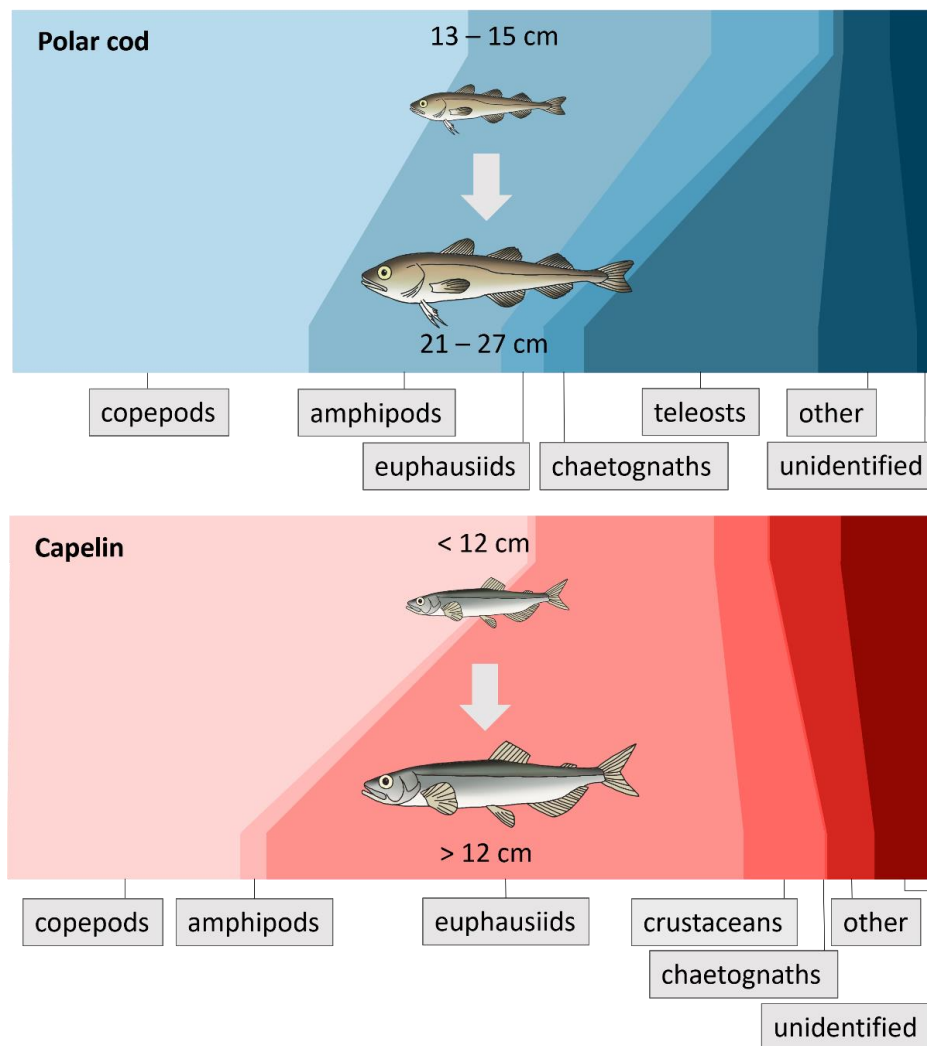 Polar cod
13 – 15 cm
21 – 27 cm
copepods
amphipods
teleosts
other
euphausiids
chaetognaths
unidentified
Capelin
< 12 cm
> 12 cm
copepods
amphipods
euphausiids
crustaceans
other
chaetognaths
unidentified